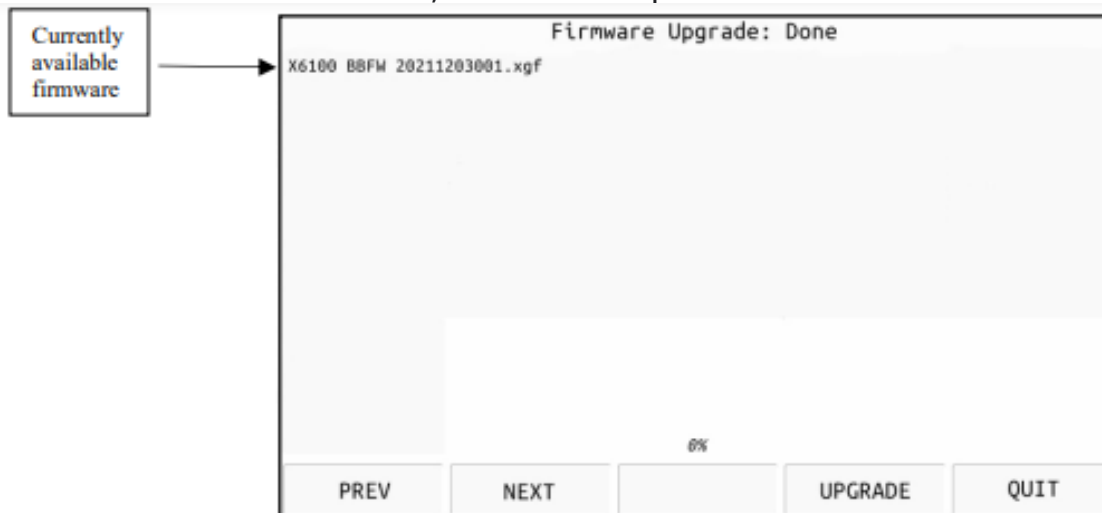 Currently
available
firmware
Firmware Upgrade: Done
X6100 BBFW 20211203001.xgf
0%
PREV NEXT UPGRADE QUIT